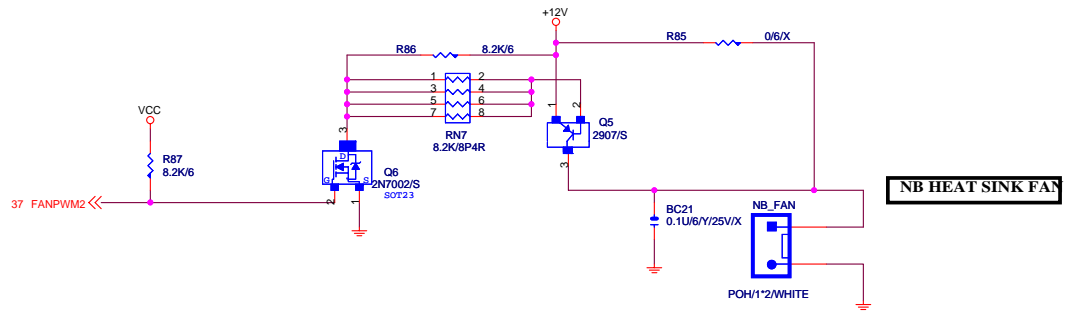 +12V
R86 8.2K/6
R85 0/6/X
1 2
3 4
5 6
7 8
RN7
8.2K/8P4R
1 2
Q5
2907/S
3
VCC
R87
8.2K/6
3
D
G S
Q6
2N7002/S
SOT23
2 1
37 FANPWM2
BC21
0.1U/6/Y/25V/X
NB_FAN
POH/1*2/WHITE
NB HEAT SINK FAN